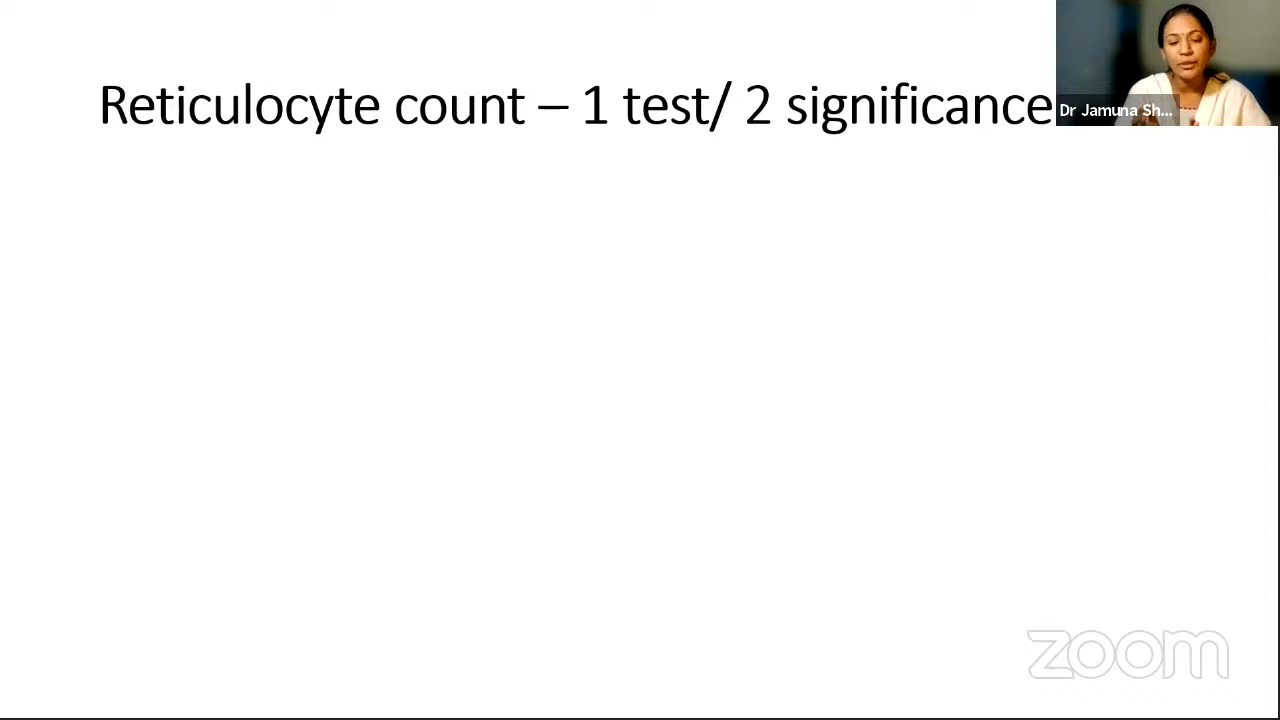 Reticulocyte count – 1 test/ 2 significance
Dr Jamuna Sh...
zoom